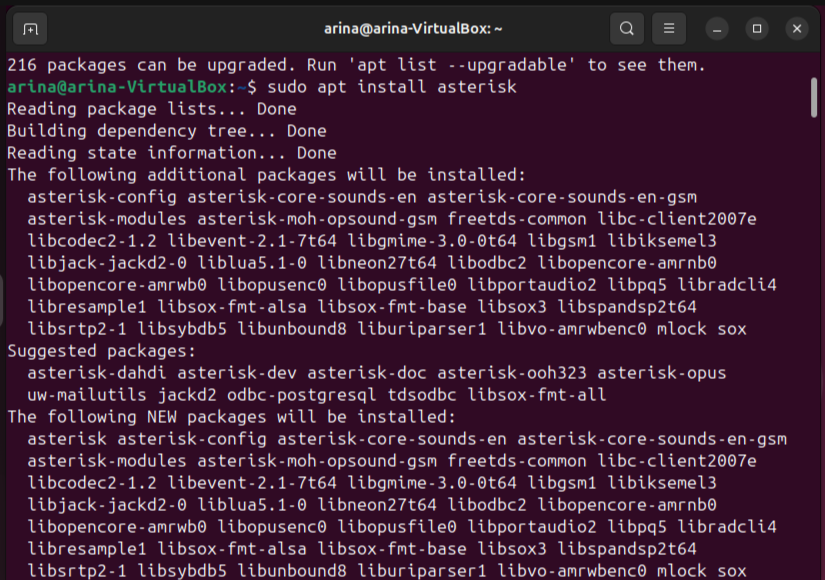 arina@arina-VirtualBox: ~
216 packages can be upgraded. Run 'apt list --upgradable' to see them.
arina@arina-VirtualBox:~$ sudo apt install asterisk
Reading package lists... Done
Building dependency tree... Done
Reading state information... Done
The following additional packages will be installed:
  asterisk-config asterisk-core-sounds-en asterisk-core-sounds-en-gsm
  asterisk-modules asterisk-moh-opsound-gsm freetds-common libc-client2007e
  libcodec2-1.2 libevent-2.1-7t64 libgmime-3.0-0t64 libgsm1 libiksemel3
  libjack-jackd2-0 liblua5.1-0 libneon27t64 libodbc2 libopencore-amrnb0
  libopencore-amrwb0 libopusenc0 libopusfile0 libportaudio2 libpq5 libradcli4
  libresample1 libsox-fmt-alsa libsox-fmt-base libsox3 libspandsp2t64
  libsrtp2-1 libsybdb5 libunbound8 liburiparser1 libvo-amrwbenc0 mlock sox
Suggested packages:
  asterisk-dahdi asterisk-dev asterisk-doc asterisk-ooh323 asterisk-opus
  uw-mailutils jackd2 odbc-postgresql tdsodbc libsox-fmt-all
The following NEW packages will be installed:
  asterisk asterisk-config asterisk-core-sounds-en asterisk-core-sounds-en-gsm
  asterisk-modules asterisk-moh-opsound-gsm freetds-common libc-client2007e
  libcodec2-1.2 libevent-2.1-7t64 libgmime-3.0-0t64 libgsm1 libiksemel3
  libjack-jackd2-0 liblua5.1-0 libneon27t64 libodbc2 libopencore-amrnb0
  libopencore-amrwb0 libopusenc0 libopusfile0 libportaudio2 libpq5 libradcli4
  libresample1 libsox-fmt-alsa libsox-fmt-base libsox3 libspandsp2t64
  libsrtp2-1 libsybdb5 libunbound8 liburiparser1 libvo-amrwbenc0 mlock sox